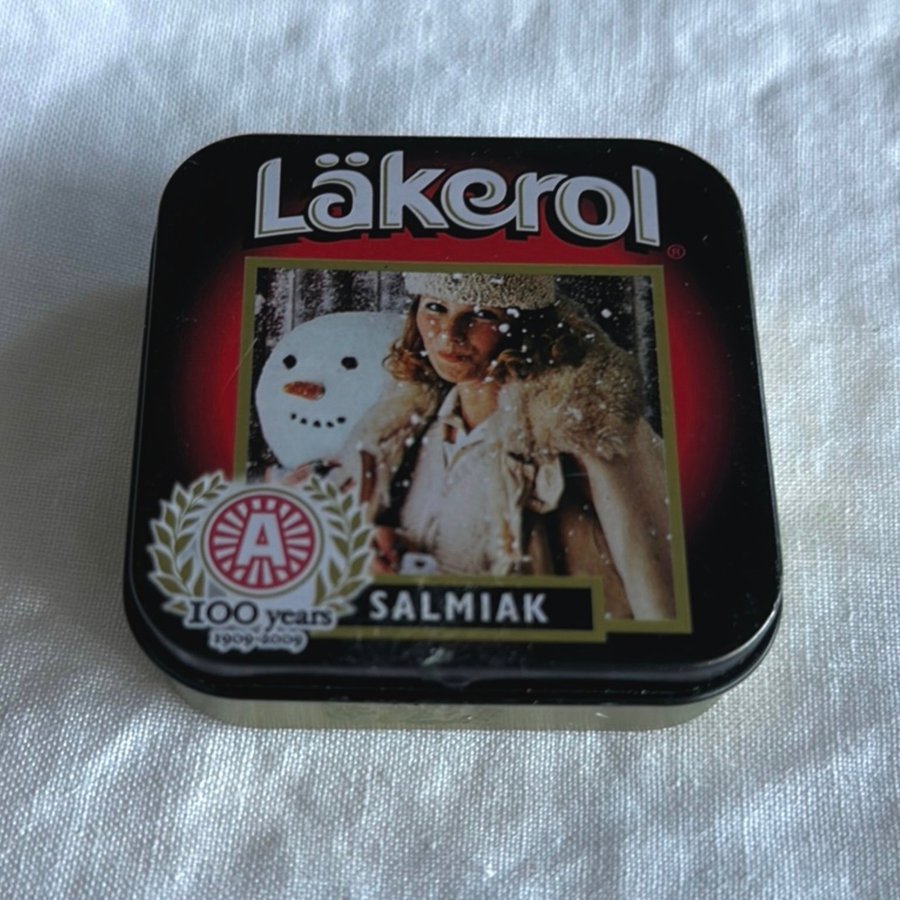 Läkerol
®
A
100 years
1909-2009
SALMIAK